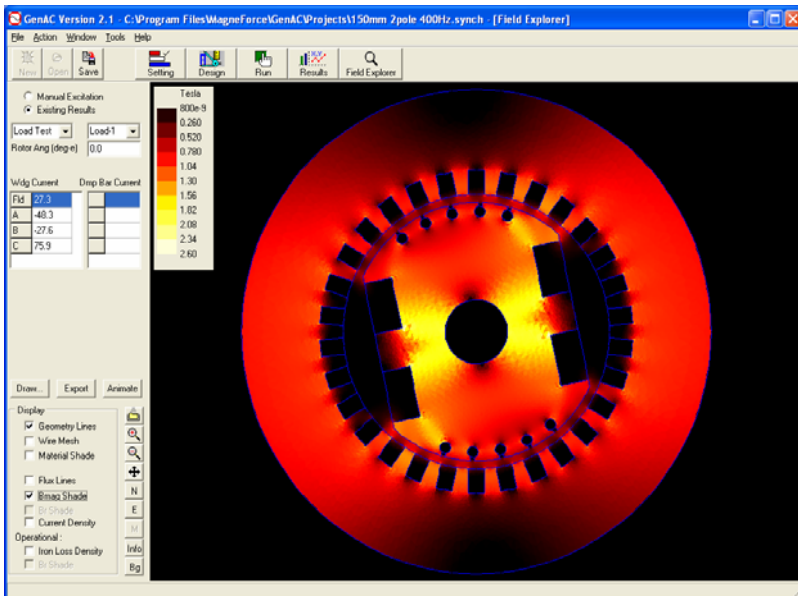 GenAC Version 2.1 - C:\Program Files\MagneForce\GenAC\Projects\150mm 2pole 400Hz.synch - [Field Explorer]
File Action Window Tools Help
New Open Save Setting Design Run Results Field Explorer
Manual Excitation
Existing Results
Load Test Load-1
Rotor Ang (deg-e) 0.0
Wdg Current Dmp Bar Current
Fld 27.3
A -48.3
B -27.6
C 75.9
Tesla
800e-9
0.260
0.520
0.780
1.04
1.30
1.56
1.82
2.08
2.34
2.60
Draw... Export Animate
Display
Geometry Lines
Wire Mesh
Material Shade
Flux Lines
Bmag Shade
Br Shade
Current Density
Operational :
Iron Loss Density
Br Shade
N
E
M
Info
Bg